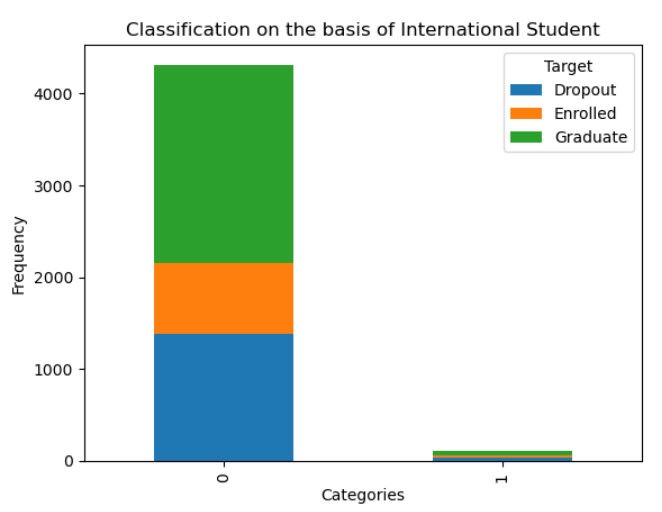 Classification on the basis of International Student
Target
Dropout
Enrolled
Graduate
4000
3000
2000
1000
0
Frequency
0
1
Categories